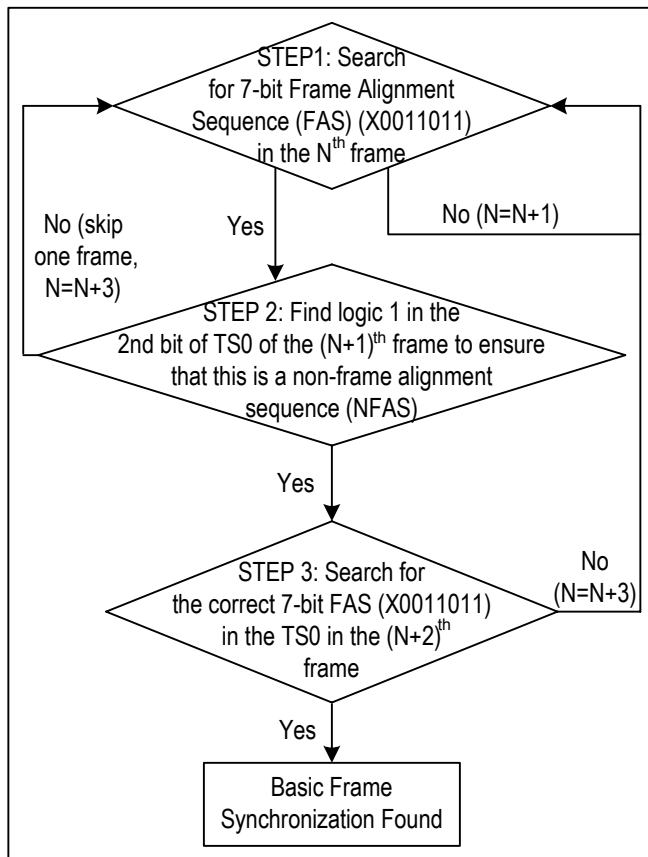 STEP1: Search
for 7-bit Frame Alignment
Sequence (FAS) (X0011011)
in the Nth frame
No (skip
one frame,
N=N+3)
Yes
No (N=N+1)
STEP 2: Find logic 1 in the
2nd bit of TS0 of the (N+1)th frame to ensure
that this is a non-frame alignment
sequence (NFAS)
Yes
STEP 3: Search for
the correct 7-bit FAS (X0011011)
in the TS0 in the (N+2)th
frame
No
(N=N+3)
Yes
Basic Frame
Synchronization Found